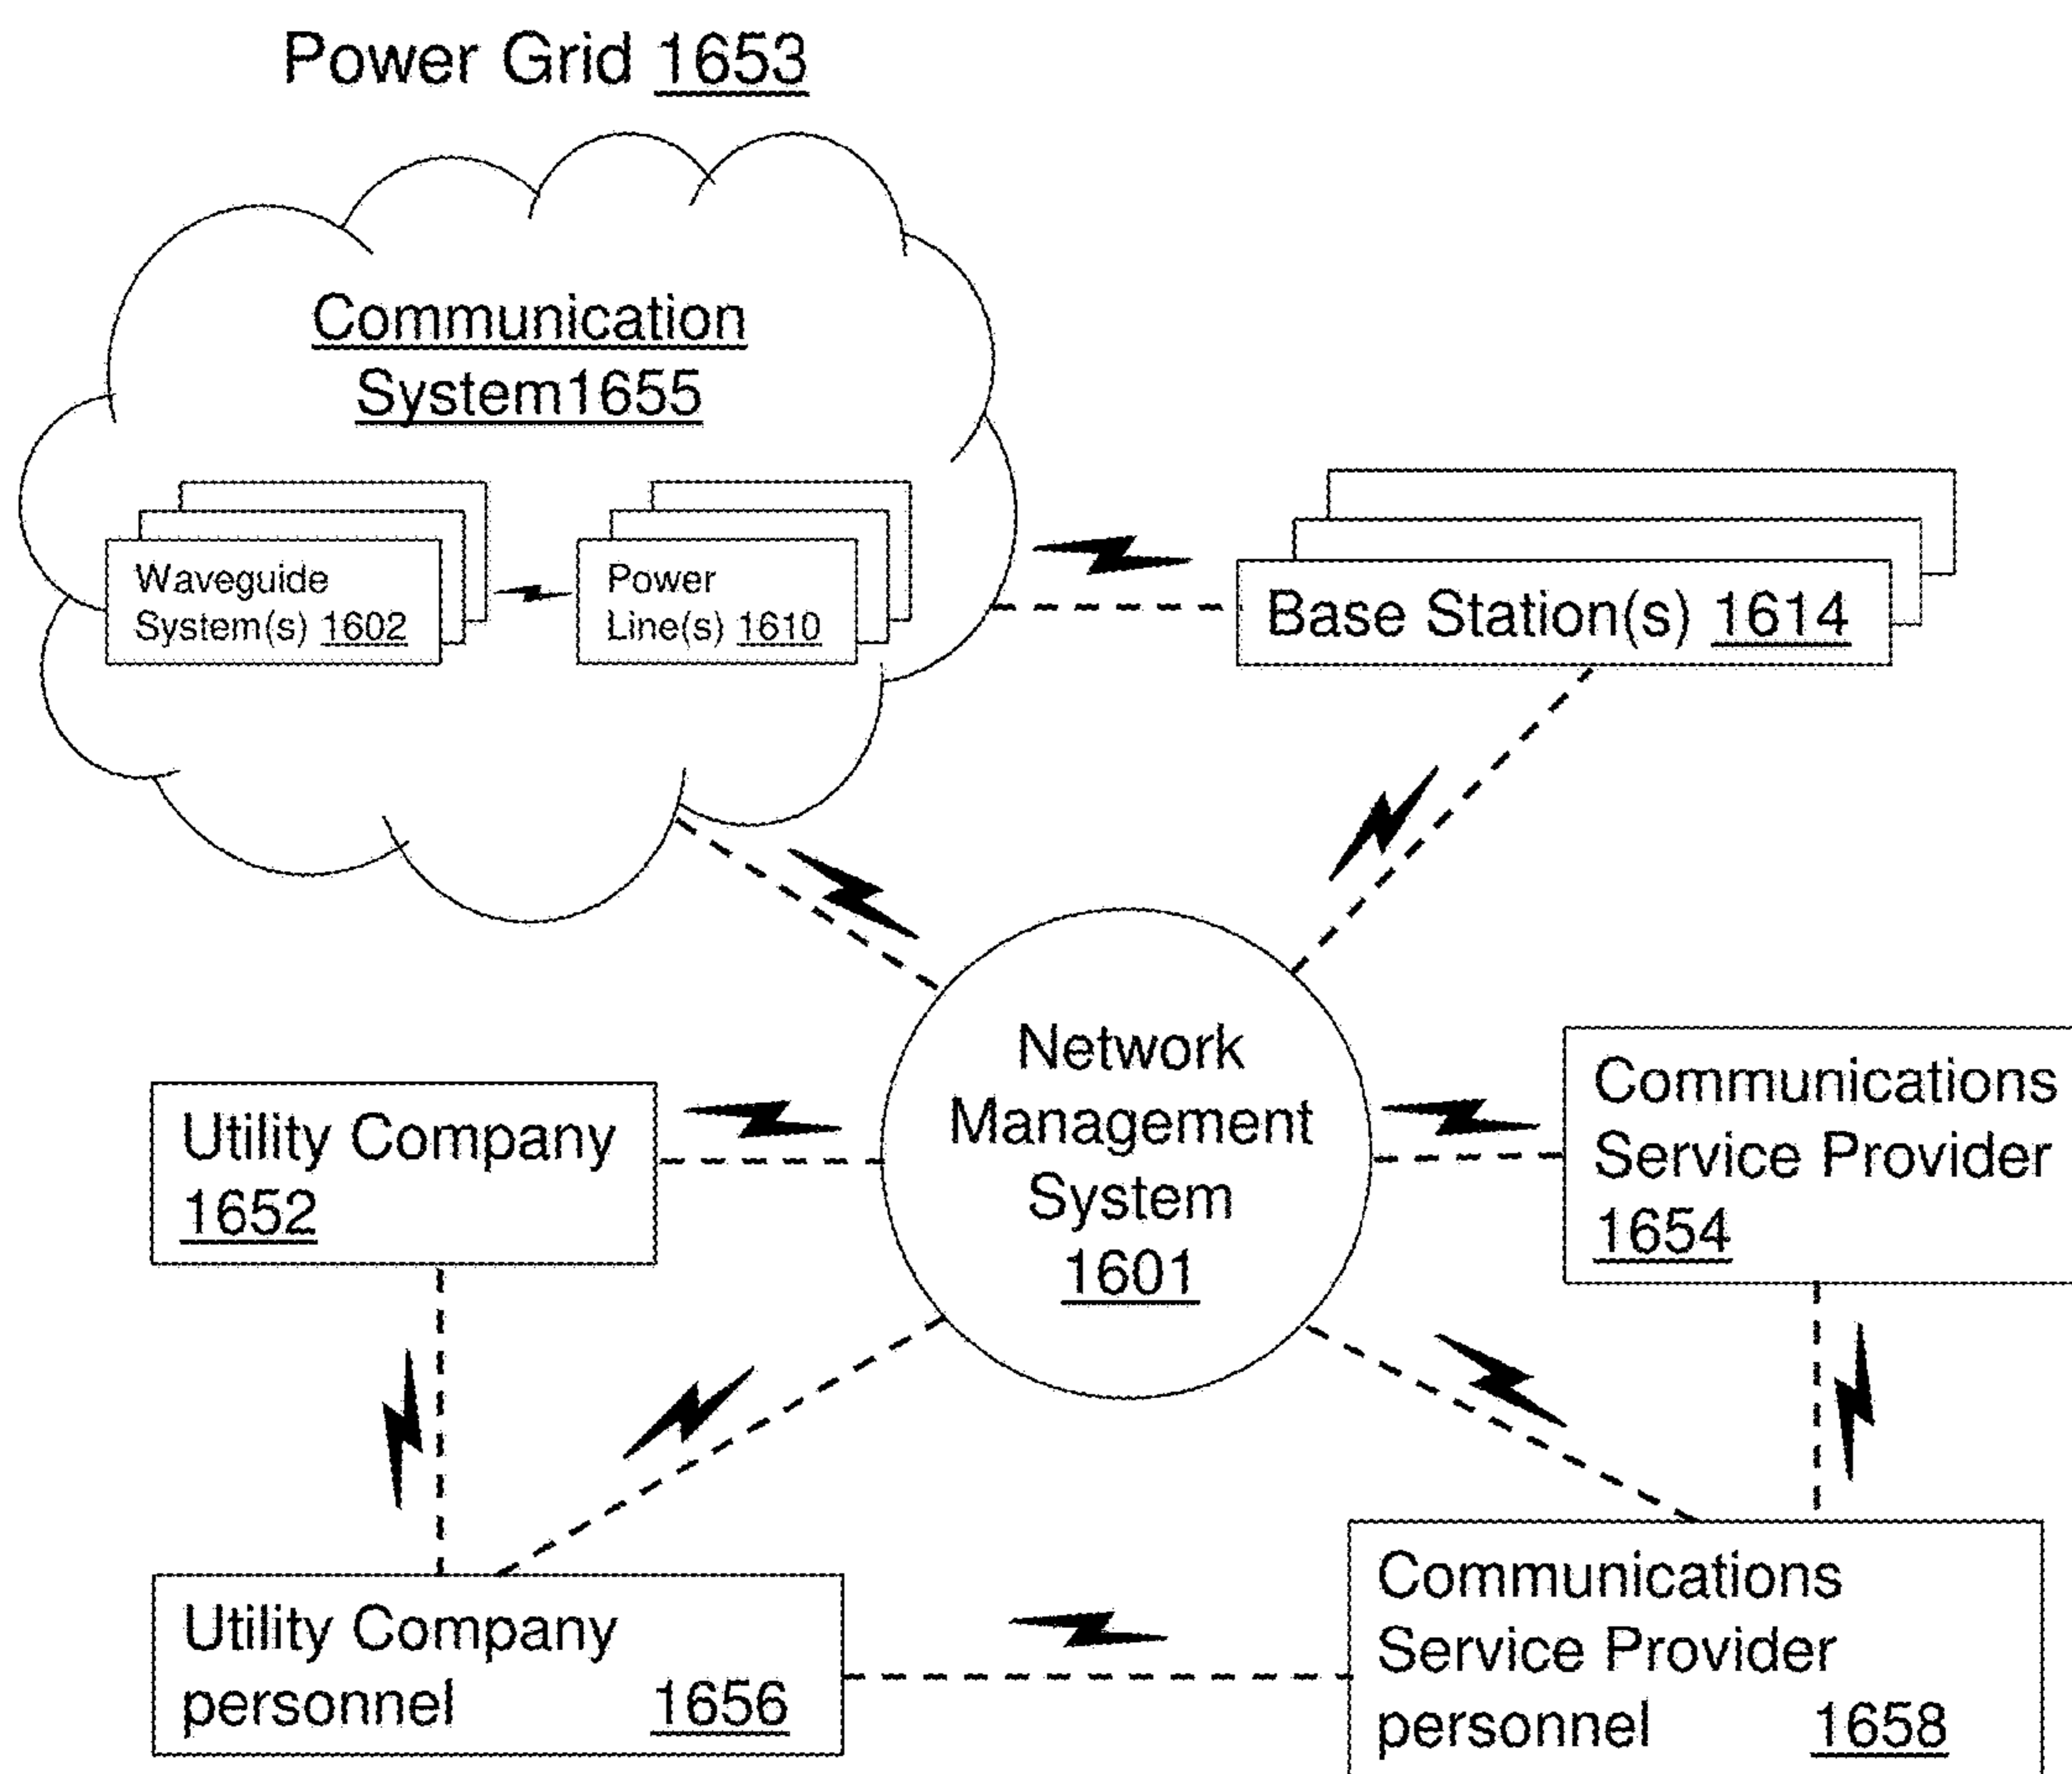 Power Grid 1653
Communication
System1655
Waveguide
System(s) 1602
Power
Line(s) 1610
Base Station(s) 1614
Network
Management
System
1601
Utility Company
1652
Communications
Service Provider
1654
Utility Company
personnel 1656
Communications
Service Provider
personnel 1658